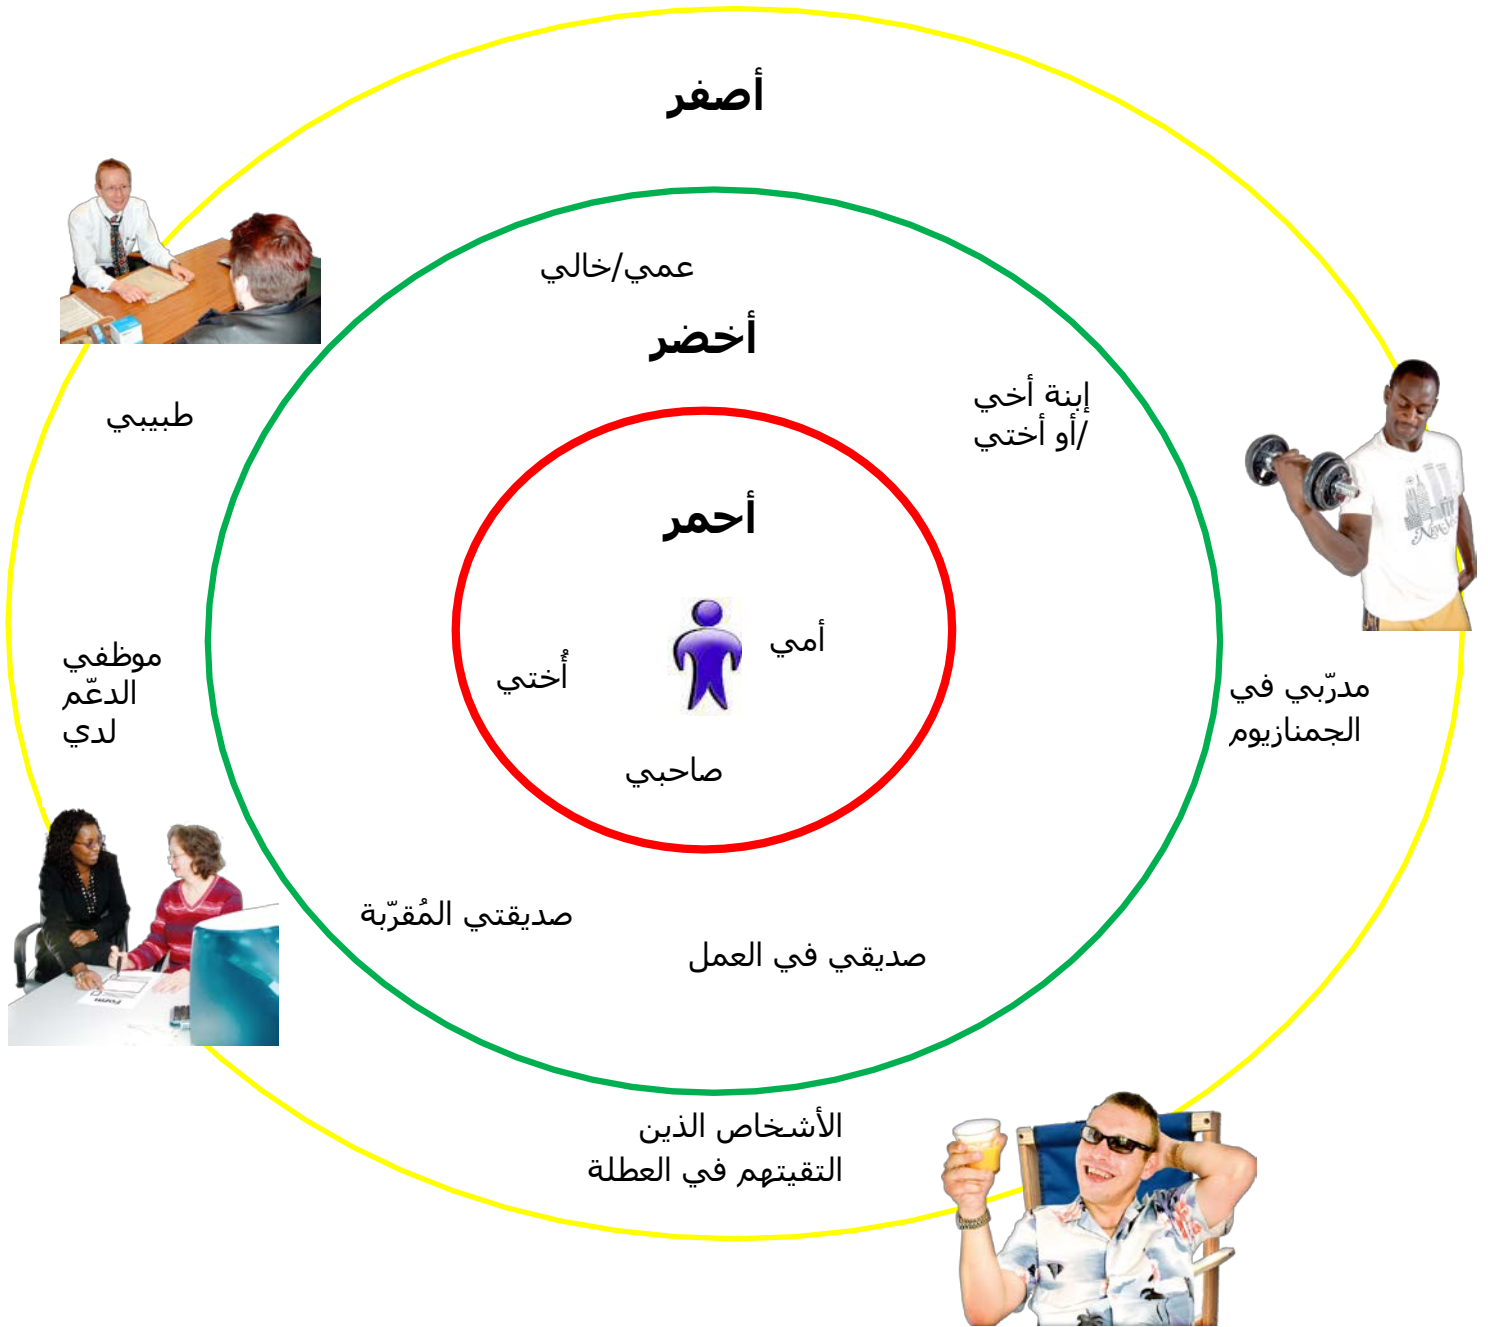 أصفر
عمي/خالي
أخضر
إبنة أخي
/أو أختي
طبيبي
أحمر
أمي
أُختي
موظفي
الدعّم
لدي
مدرّبي في
الجمنازيوم
صاحبي
صديقتي المُقرّبة
صديقي في العمل
الأشخاص الذين
التقيتهم في العطلة